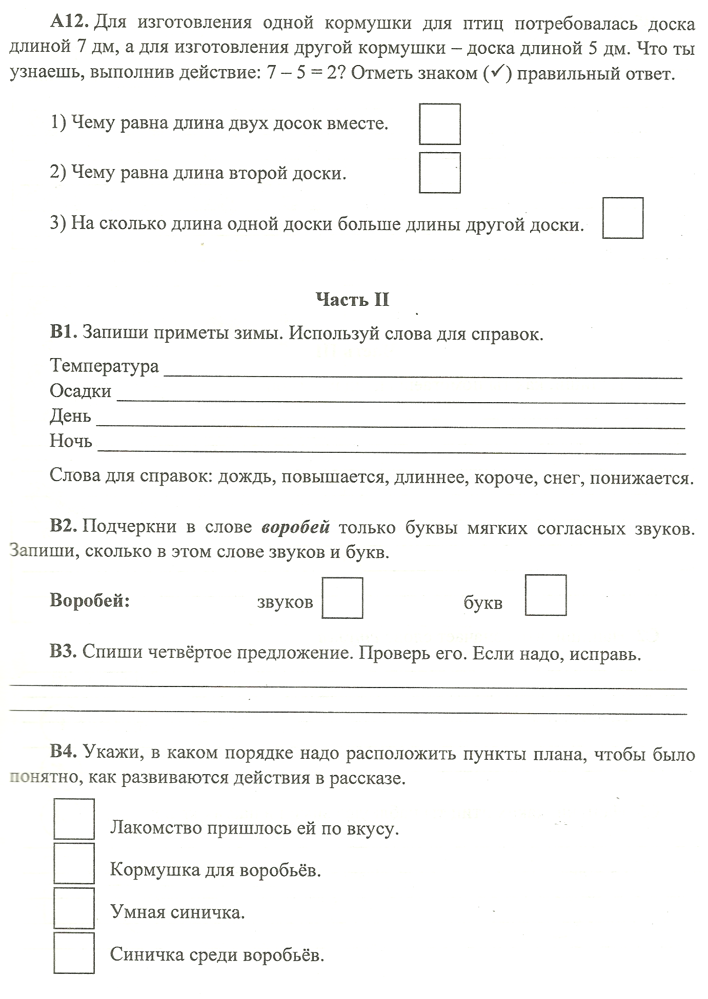 А12. Для изготовления одной кормушки для птиц потребовалась доска
длиной 7 дм, а для изготовления другой кормушки – доска длиной 5 дм. Что ты
узнаешь, выполнив действие: 7 – 5 = 2? Отметь знаком (✓) правильный ответ.
1) Чему равна длина двух досок вместе.
2) Чему равна длина второй доски.
3) На сколько длина одной доски больше длины другой доски.
Часть II
В1. Запиши приметы зимы. Используй слова для справок.
Температура ____
Осадки ____
День ____
Ночь ____
Слова для справок: дождь, повышается, длиннее, короче, снег, понижается.
В2. Подчеркни в слове воробей только буквы мягких согласных звуков.
Запиши, сколько в этом слове звуков и букв.
Воробей: звуков букв
В3. Спиши четвёртое предложение. Проверь его. Если надо, исправь.
В4. Укажи, в каком порядке надо расположить пункты плана, чтобы было
понятно, как развиваются действия в рассказе.
Лакомство пришлось ей по вкусу.
Кормушка для воробьёв.
Умная синичка.
Синичка среди воробьёв.